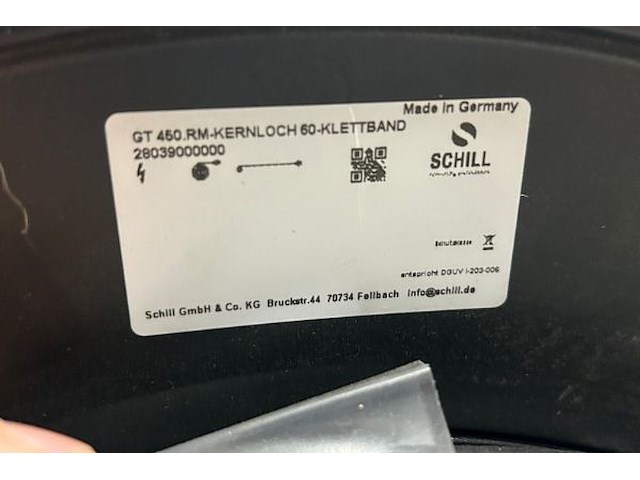 Made in Germany
GT 450.RM-KERNLOCH 60-KLETTBAND
28039000000
SCHILL
entspricht DGUV I-203-006
Schill GmbH & Co. KG Bruckstr.44 70734 Fellbach info@schill.de